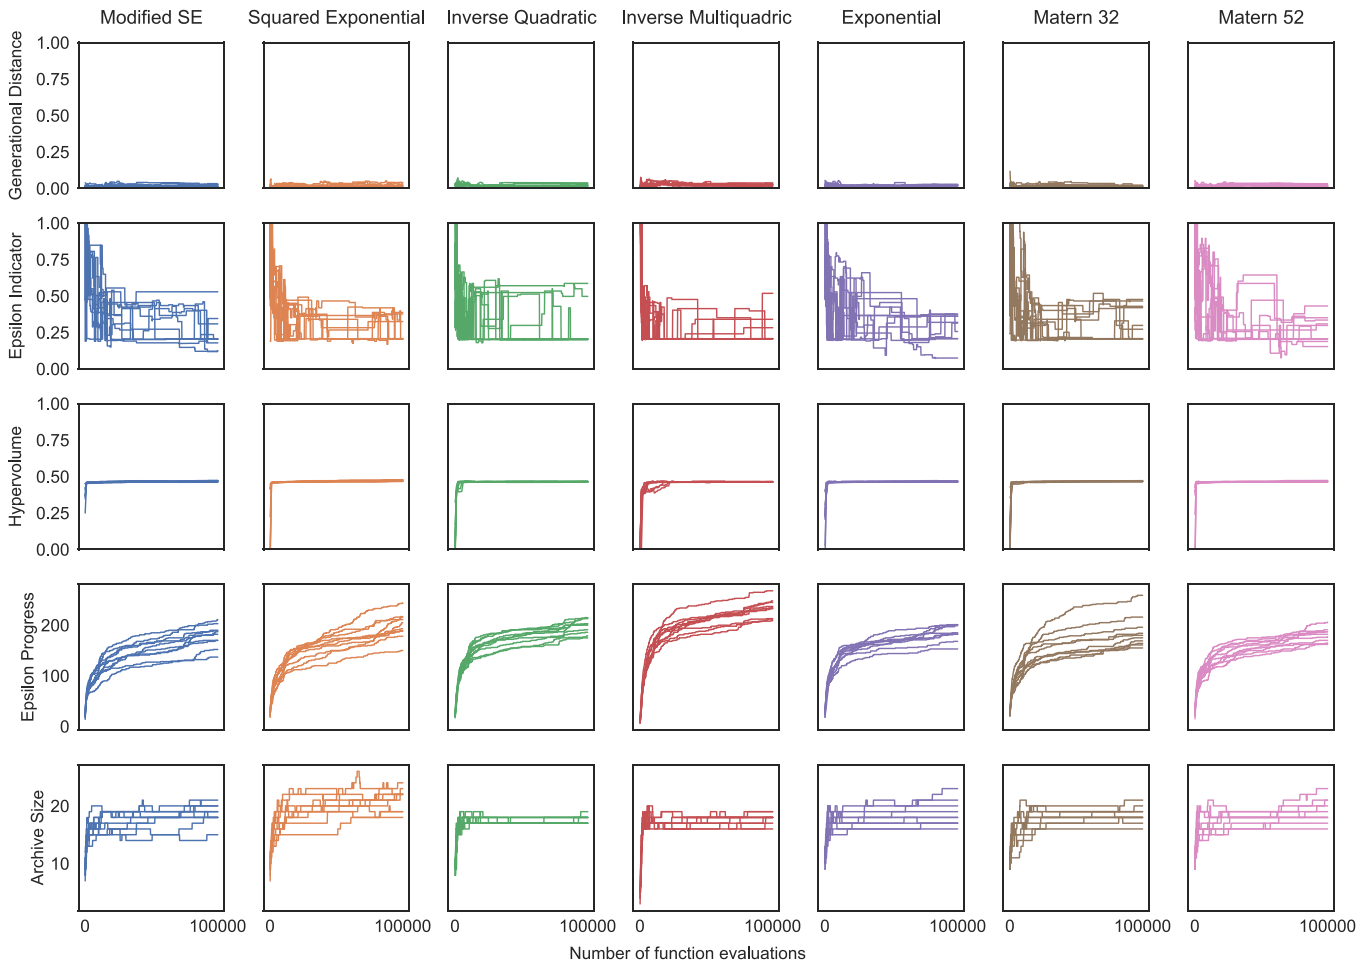 Modified SE Squared Exponential Inverse Quadratic Inverse Multiquadric Exponential Matern 32 Matern 52
Generational Distance
1.00
0.75
0.50
0.25
0.00
Epsilon Indicator
1.00
0.75
0.50
0.25
0.00
Hypervolume
1.00
0.75
0.50
0.25
0.00
Epsilon Progress
200
100
0
Archive Size
20
10
0 100000 0 100000 0 100000 0 100000 0 100000 0 100000 0 100000
Number of function evaluations